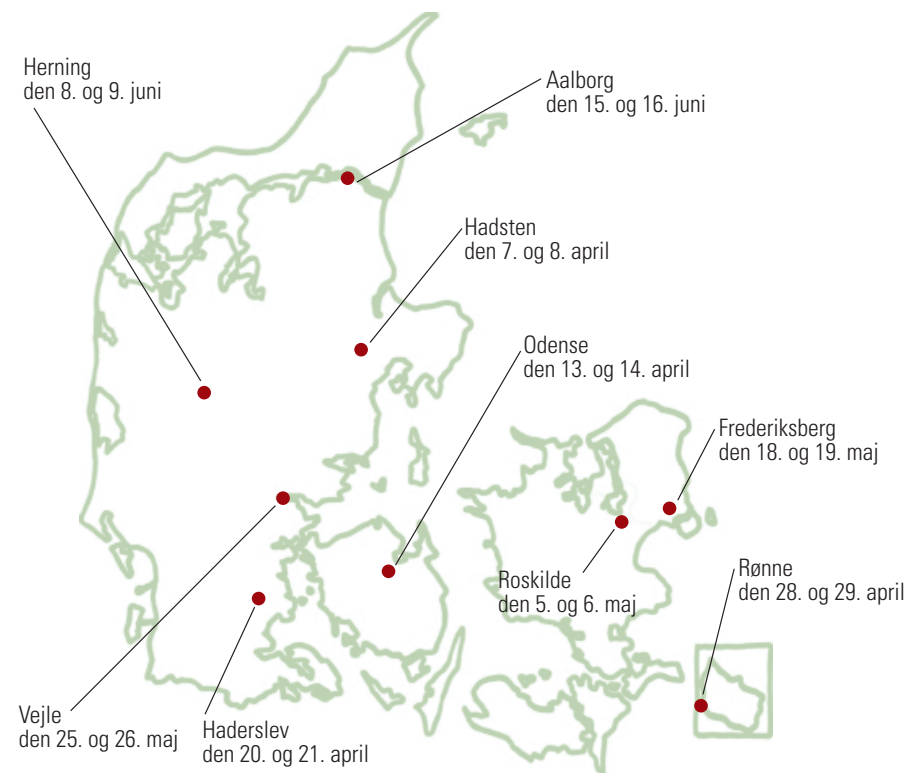 Herning
den 8. og 9. juni
Aalborg
den 15. og 16. juni
Hadsten
den 7. og 8. april
Odense
den 13. og 14. april
Frederiksberg
den 18. og 19. maj
Roskilde
den 5. og 6. maj
Rønne
den 28. og 29. april
Vejle
den 25. og 26. maj
Haderslev
den 20. og 21. april